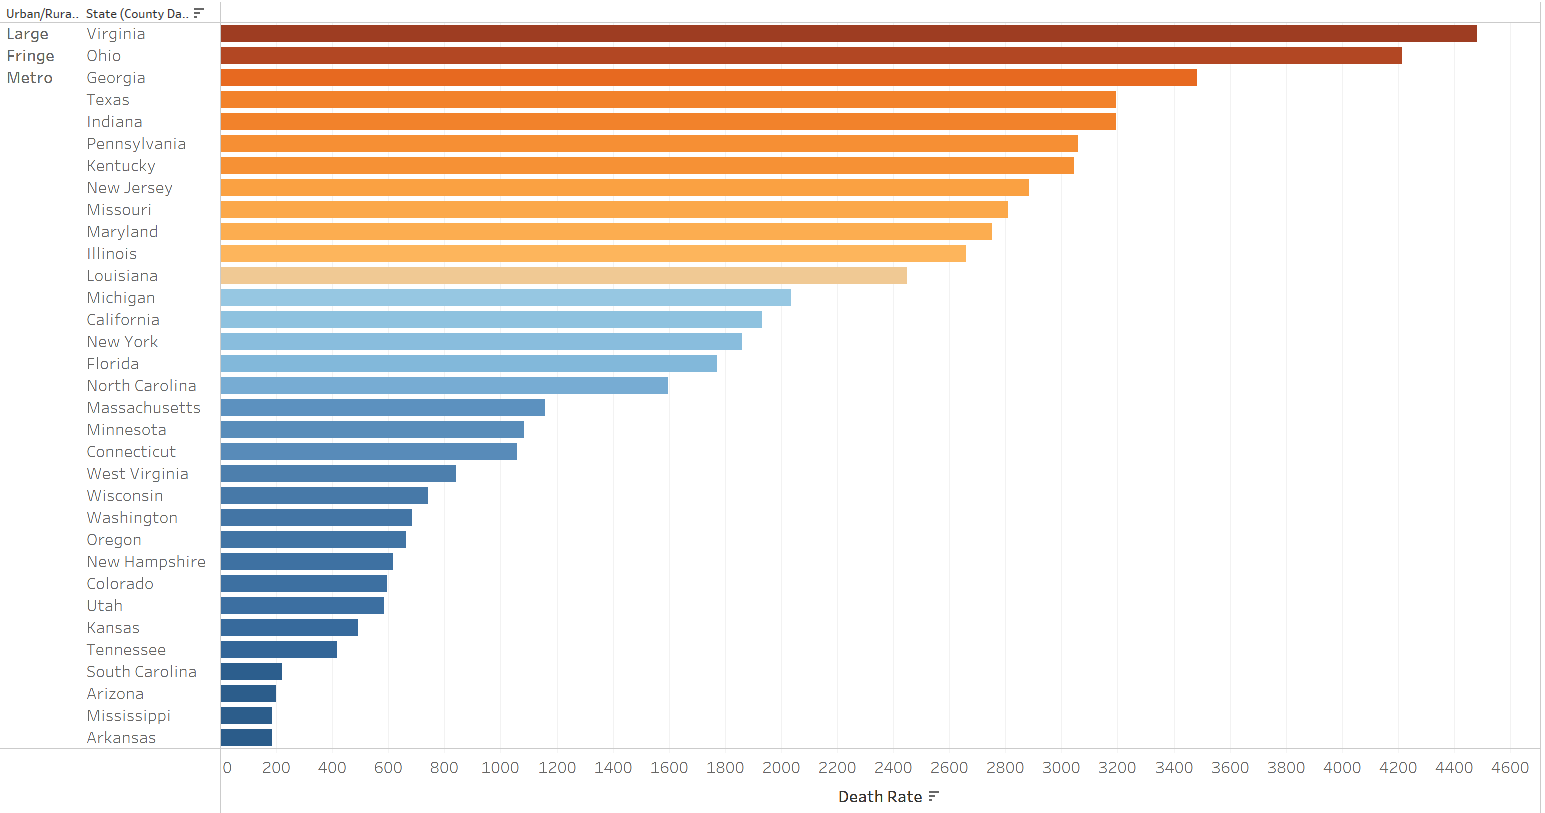 Urban/Rura.. State (County Da..
Large Virginia
Fringe Ohio
Metro Georgia
Texas
Indiana
Pennsylvania
Kentucky
New Jersey
Missouri
Maryland
Illinois
Louisiana
Michigan
California
New York
Florida
North Carolina
Massachusetts
Minnesota
Connecticut
West Virginia
Wisconsin
Washington
Oregon
New Hampshire
Colorado
Utah
Kansas
Tennessee
South Carolina
Arizona
Mississippi
Arkansas
0 200 400 600 800 1000 1200 1400 1600 1800 2000 2200 2400 2600 2800 3000 3200 3400 3600 3800 4000 4200 4400 4600
Death Rate